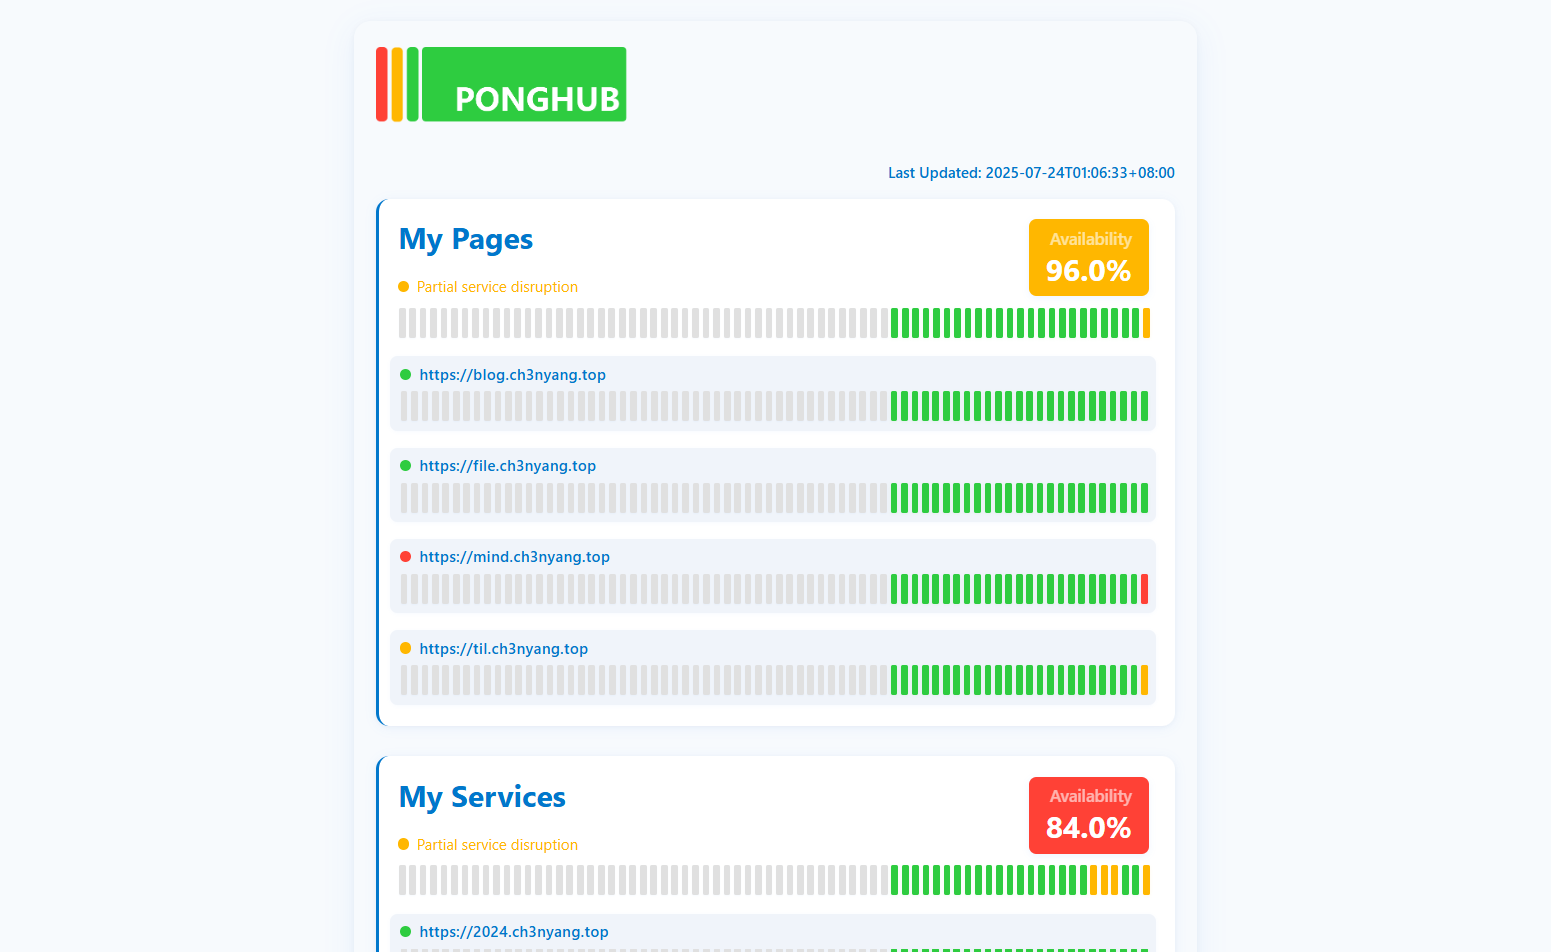 PONGHUB
Last Updated: 2025-07-24T01:06:33+08:00
My Pages
Availability
96.0%
Partial service disruption
https://blog.ch3nyang.top
https://file.ch3nyang.top
https://mind.ch3nyang.top
https://til.ch3nyang.top
My Services
Availability
84.0%
Partial service disruption
https://2024.ch3nyang.top